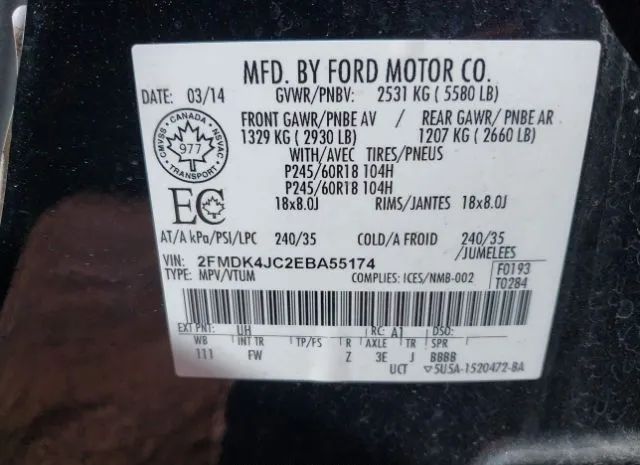 MFD. BY FORD MOTOR CO.
DATE: 03/14 GVWR/PNBV: 2531 KG ( 5580 LB)
FRONT GAWR/PNBE AV / REAR GAWR/ PNBE AR
1329 KG ( 2930 LB) 1207 KG ( 2660 LB)
WITH/AVEC TIRES/PNEUS
P245/60R18 104H
P245/60R18 104H
18x8.0J RIMS/JANTES 18x8.0J
CANADA
CMVSS NSVAC
977
TRANSPORT
EC
AT/A kPa/PSI/LPC 240/35 COLD/A FROID 240/35
/JUMELEES
VIN: 2FMDK4JC2EBA55174
TYPE: MPV/VTUM COMPLIES: ICES/NMB-002
F0193
T0284
EXT PNT: UH RC: A1 DSO:
WB INT TR TP/PS R AXLE TR SPR
111 FW Z 3E J BBBB
UCT ▽5U5A-1520472-BA